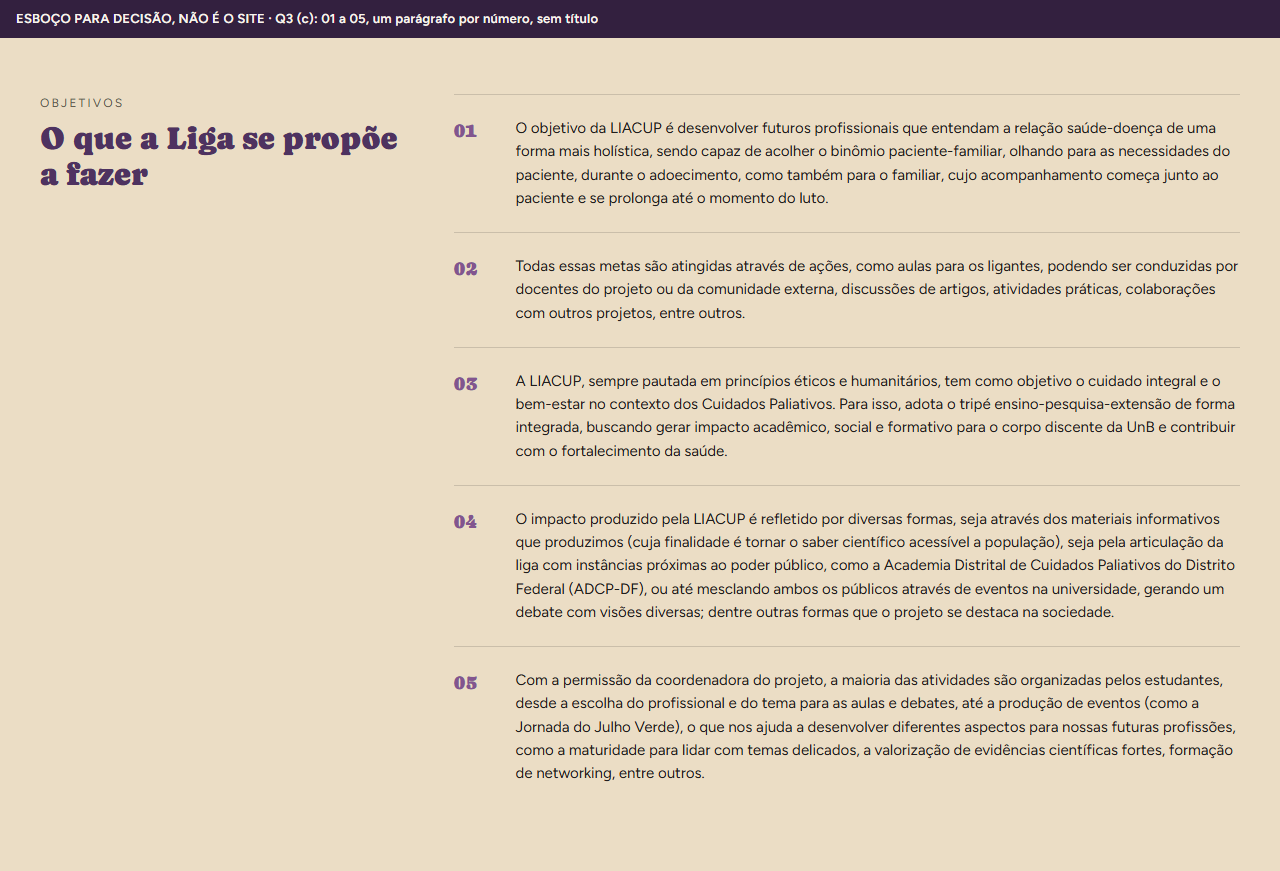 ESBOÇO PARA DECISÃO, NÃO É O SITE · Q3 (c): 01 a 05, um parágrafo por número, sem título
OBJETIVOS
O que a Liga se propõe
a fazer
01
O objetivo da LIACUP é desenvolver futuros profissionais que entendam a relação saúde-doença de uma
forma mais holística, sendo capaz de acolher o binômio paciente-familiar, olhando para as necessidades do
paciente, durante o adoecimento, como também para o familiar, cujo acompanhamento começa junto ao
paciente e se prolonga até o momento do luto.
02
Todas essas metas são atingidas através de ações, como aulas para os ligantes, podendo ser conduzidas por
docentes do projeto ou da comunidade externa, discussões de artigos, atividades práticas, colaborações
com outros projetos, entre outros.
03
A LIACUP, sempre pautada em princípios éticos e humanitários, tem como objetivo o cuidado integral e o
bem-estar no contexto dos Cuidados Paliativos. Para isso, adota o tripé ensino-pesquisa-extensão de forma
integrada, buscando gerar impacto acadêmico, social e formativo para o corpo discente da UnB e contribuir
com o fortalecimento da saúde.
04
O impacto produzido pela LIACUP é refletido por diversas formas, seja através dos materiais informativos
que produzimos (cuja finalidade é tornar o saber científico acessível a população), seja pela articulação da
liga com instâncias próximas ao poder público, como a Academia Distrital de Cuidados Paliativos do Distrito
Federal (ADCP-DF), ou até mesclando ambos os públicos através de eventos na universidade, gerando um
debate com visões diversas; dentre outras formas que o projeto se destaca na sociedade.
05
Com a permissão da coordenadora do projeto, a maioria das atividades são organizadas pelos estudantes,
desde a escolha do profissional e do tema para as aulas e debates, até a produção de eventos (como a
Jornada do Julho Verde), o que nos ajuda a desenvolver diferentes aspectos para nossas futuras profissões,
como a maturidade para lidar com temas delicados, a valorização de evidências científicas fortes, formação
de networking, entre outros.